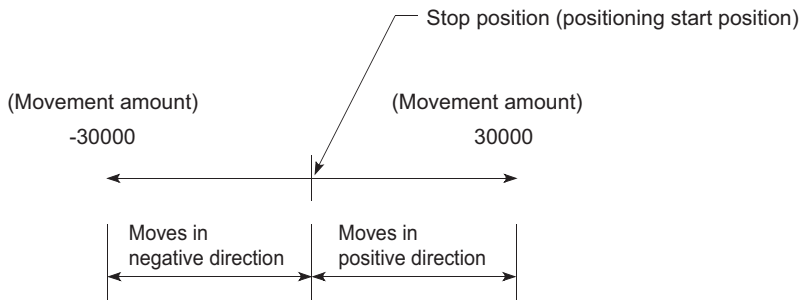 Stop position (positioning start position)
(Movement amount)
-30000
(Movement amount)
30000
Moves in
negative direction
Moves in
positive direction